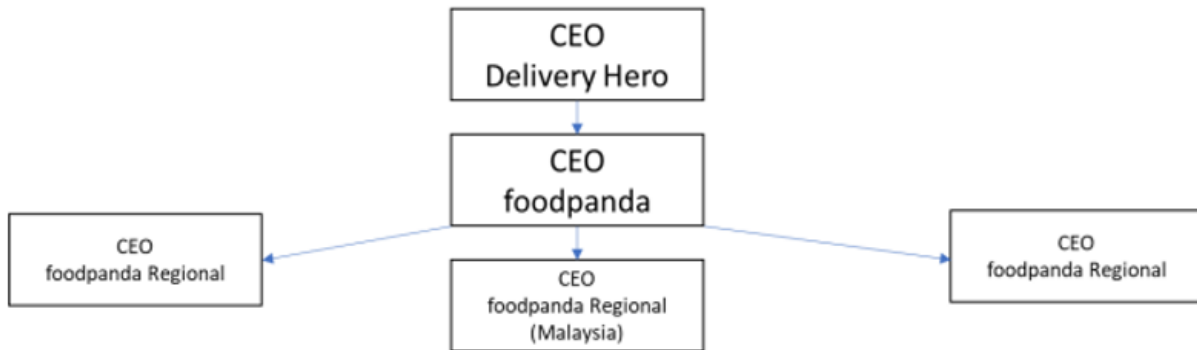 CEO
Delivery Hero
CEO
foodpanda
CEO
foodpanda Regional
CEO
foodpanda Regional
(Malaysia)
CEO
foodpanda Regional